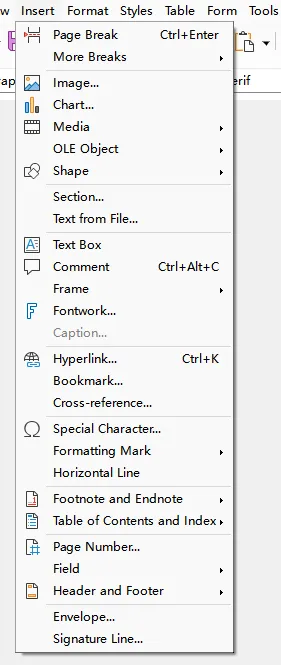 w Insert Format Styles Table Form Tools
Page Break Ctrl+Enter
More Breaks
Image...
Chart...
Media
OLE Object
Shape
Section...
Text from File...
Text Box
Comment Ctrl+Alt+C
Frame
Fontwork...
Caption...
Hyperlink... Ctrl+K
Bookmark...
Cross-reference...
Special Character...
Formatting Mark
Horizontal Line
Footnote and Endnote
Table of Contents and Index
Page Number...
Field
Header and Footer
Envelope...
Signature Line...